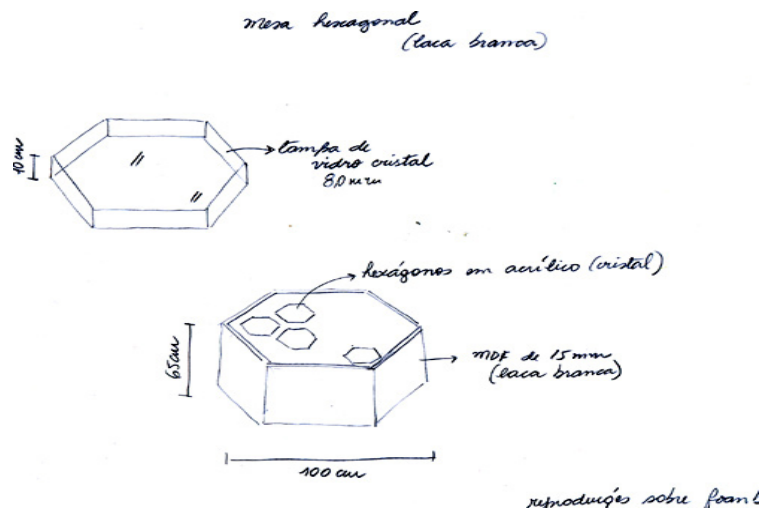 mesa hexagonal
(laca branca)
10 cm
tampa de
vidro cristal
8,0 mm
hexágonos em acrílico (cristal)
65 cm
MDF de 15 mm
(laca branca)
100 cm
reproduções sobre